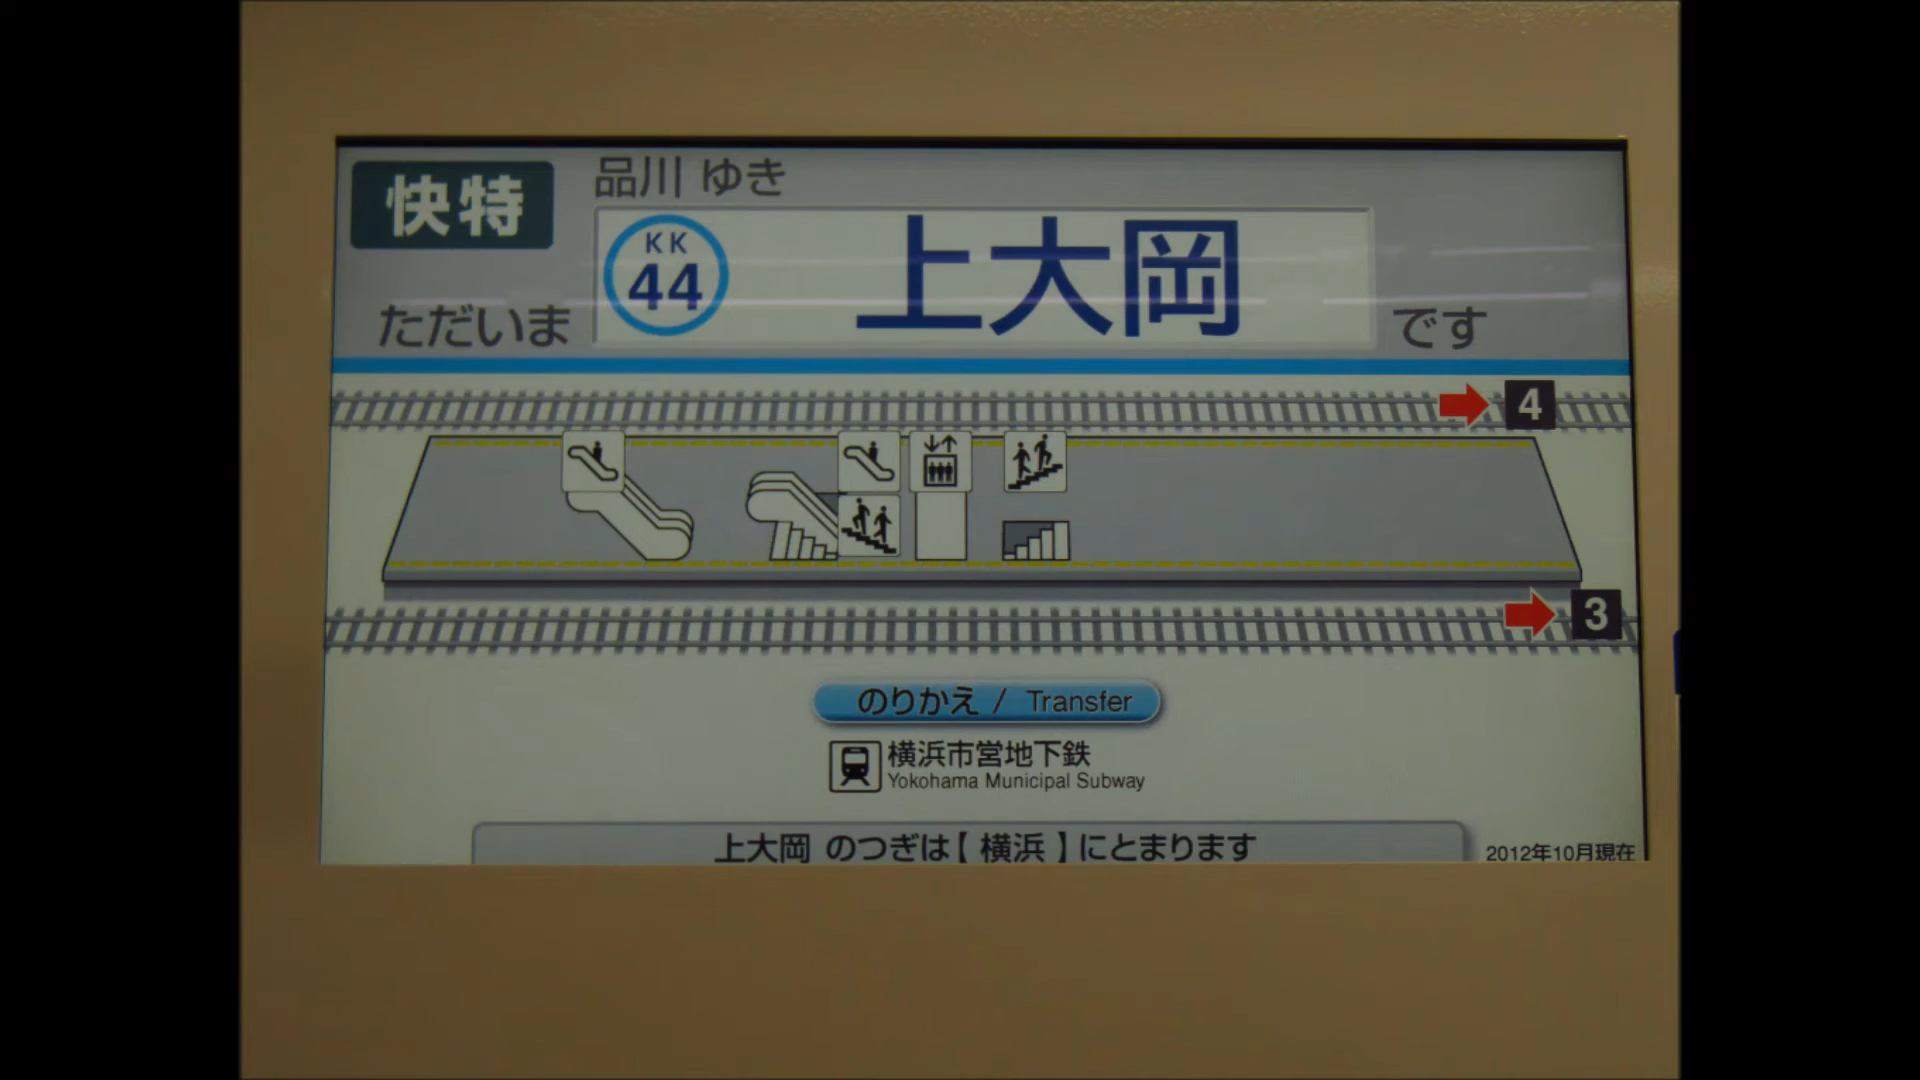 快特
品川 ゆき
KK
44
上大岡
ただいま
です
4
3
のりかえ / Transfer
横浜市営地下鉄
Yokohama Municipal Subway
上大岡 のつぎは【 横浜 】にとまります
2012年10月現在